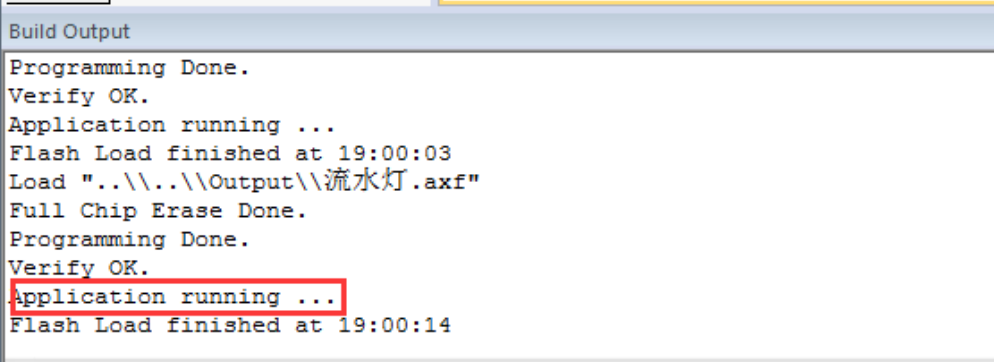 Build Output
Programming Done.
Verify OK.
Application running ...
Flash Load finished at 19:00:03
Load "..\\..\\Output\\流水灯.axf"
Full Chip Erase Done.
Programming Done.
Verify OK.
Application running ...
Flash Load finished at 19:00:14